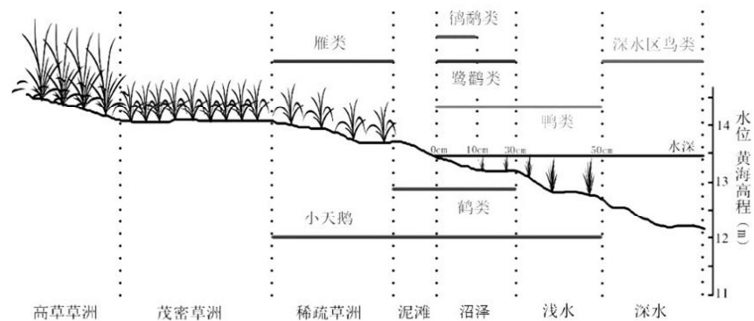 鸻鹬类
雁类
深水区鸟类
鹭鹳类
鸭类
0cm 10cm 30cm 50cm 水深
鹤类
小天鹅
14
13
12
11
水位 黄海高程(m)
高草草洲 茂密草洲 稀疏草洲 泥滩 沼泽 浅水 深水